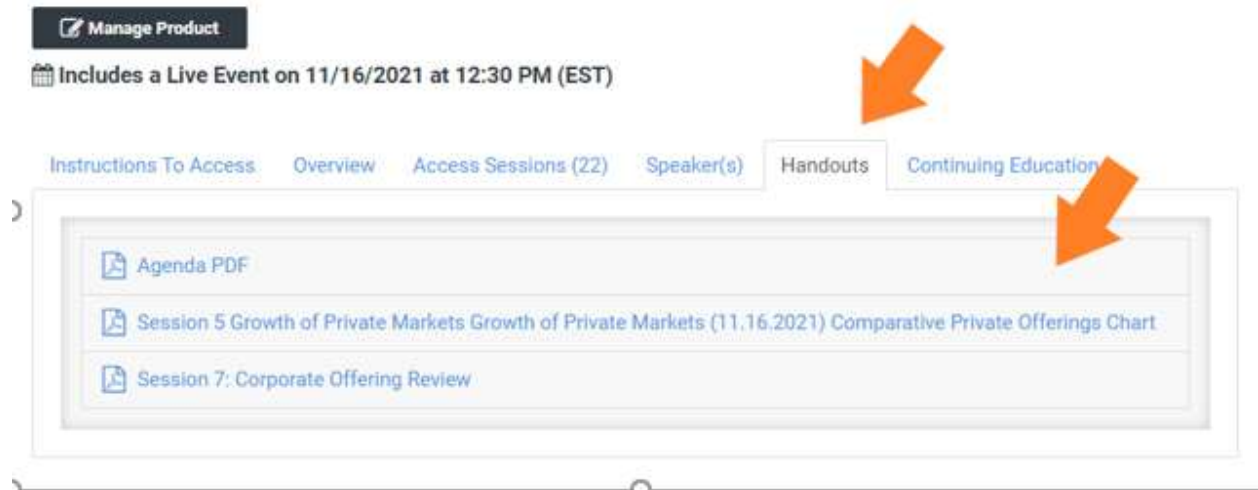 Manage Product
Includes a Live Event on 11/16/2021 at 12:30 PM (EST)
Instructions To Access Overview Access Sessions (22) Speaker(s) Handouts Continuing Education
Agenda PDF
Session 5 Growth of Private Markets Growth of Private Markets (11.16.2021) Comparative Private Offerings Chart
Session 7: Corporate Offering Review